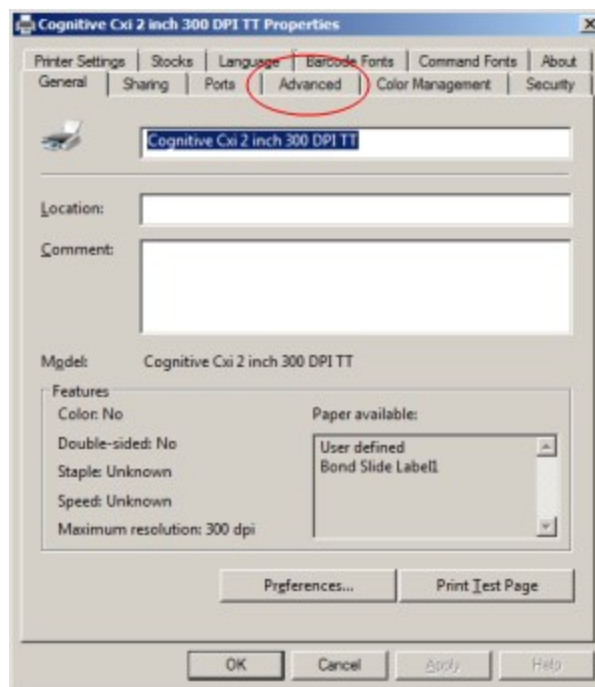 Cognitive Cxi 2 inch 300 DPI TT Properties
Printer Settings Stocks Language Barcode Fonts Command Fonts About
General Sharing Ports Advanced Color Management Security
Cognitive Cxi 2 inch 300 DPI TT
Location:
Comment:
Model: Cognitive Cxi 2 inch 300 DPI TT
Features
Color: No
Paper available:
Double-sided: No
User defined
Staple: Unknown
Bond Slide Label1
Speed: Unknown
Maximum resolution: 300 dpi
Preferences... Print Test Page
OK Cancel Apply Help